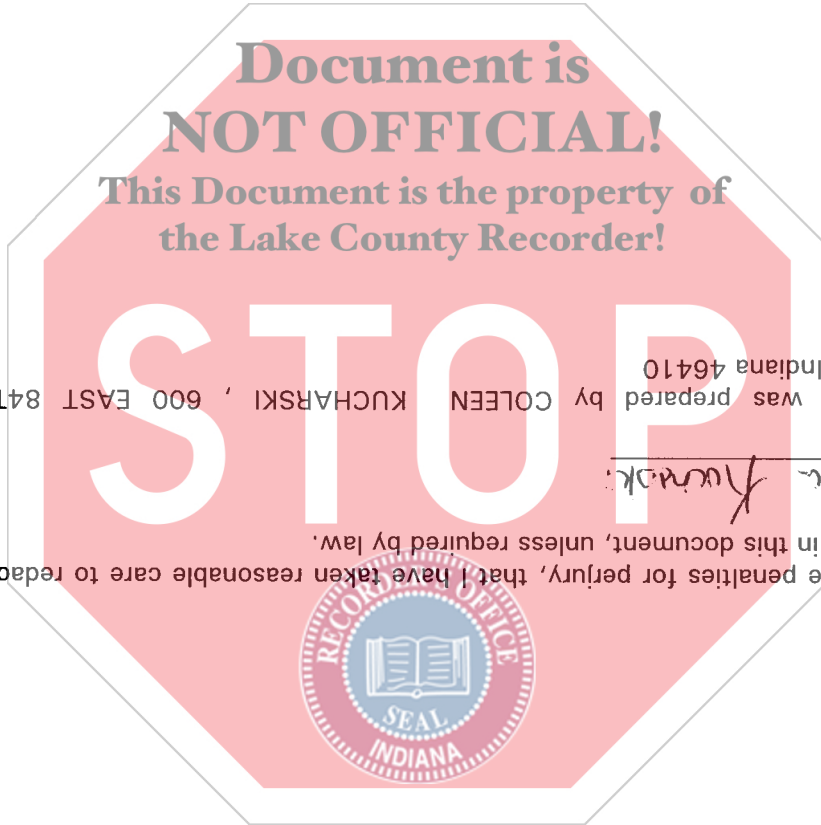 Document is
NOT OFFICIAL!
This Document is the property of
the Lake County Recorder!
STOP
RECORDER'S OFFICE
SEAL
INDIANA
e penalties for perjury, that I have taken reasonable care to redac
in this document, unless required by law.
was prepared by COLEEN KUCHARSKI , 600 EAST 84T
Indiana 46410